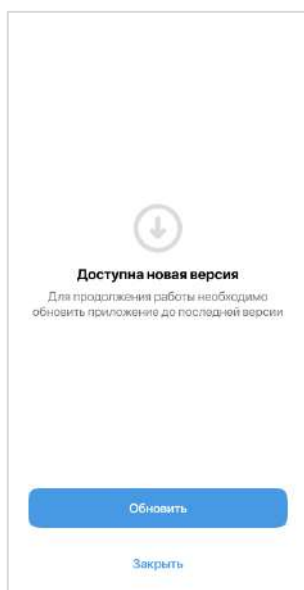 Доступна новая версия
Для продолжения работы необходимо
обновить приложение до последней версии
Обновить
Закрыть